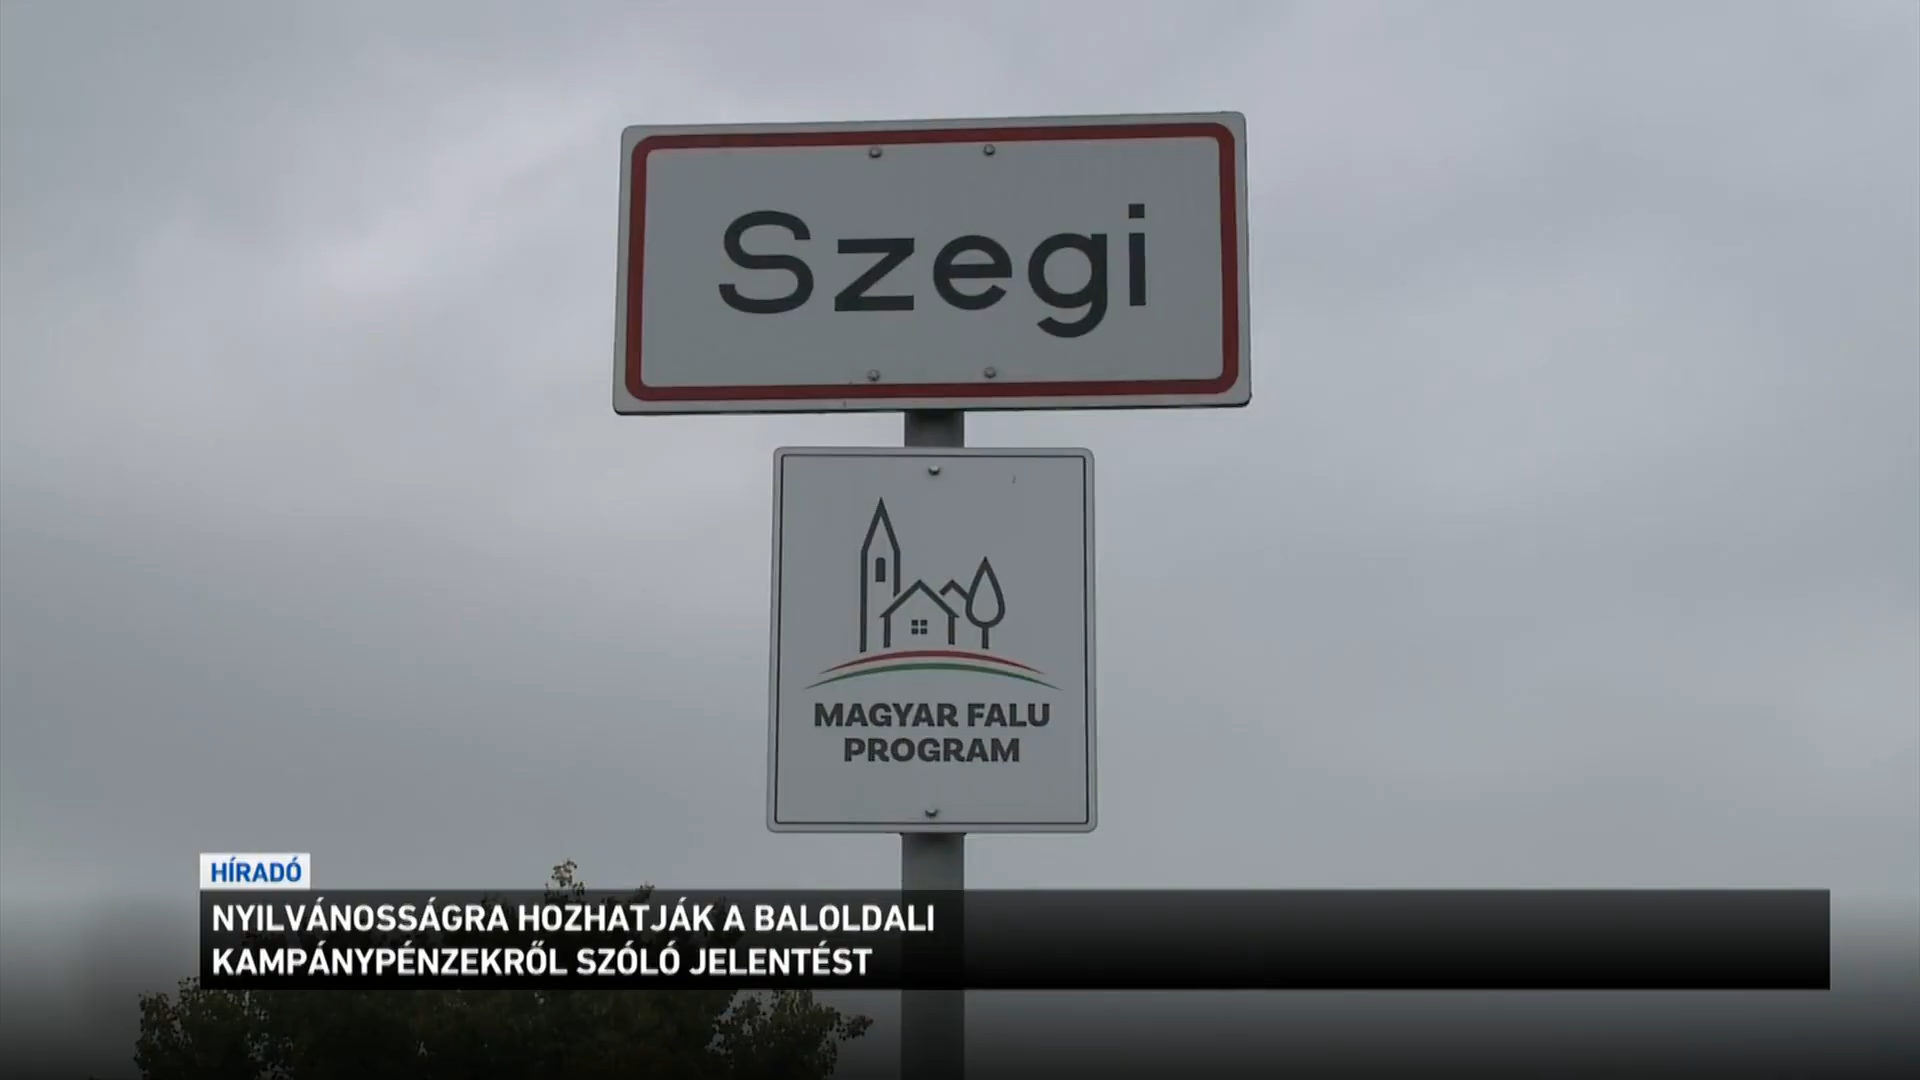 Szegi
MAGYAR FALU
PROGRAM
HÍRADÓ
NYILVÁNOSSÁGRA HOZHATJÁK A BALOLDALI
KAMPÁNYPÉNZEKRŐL SZÓLÓ JELENTÉST